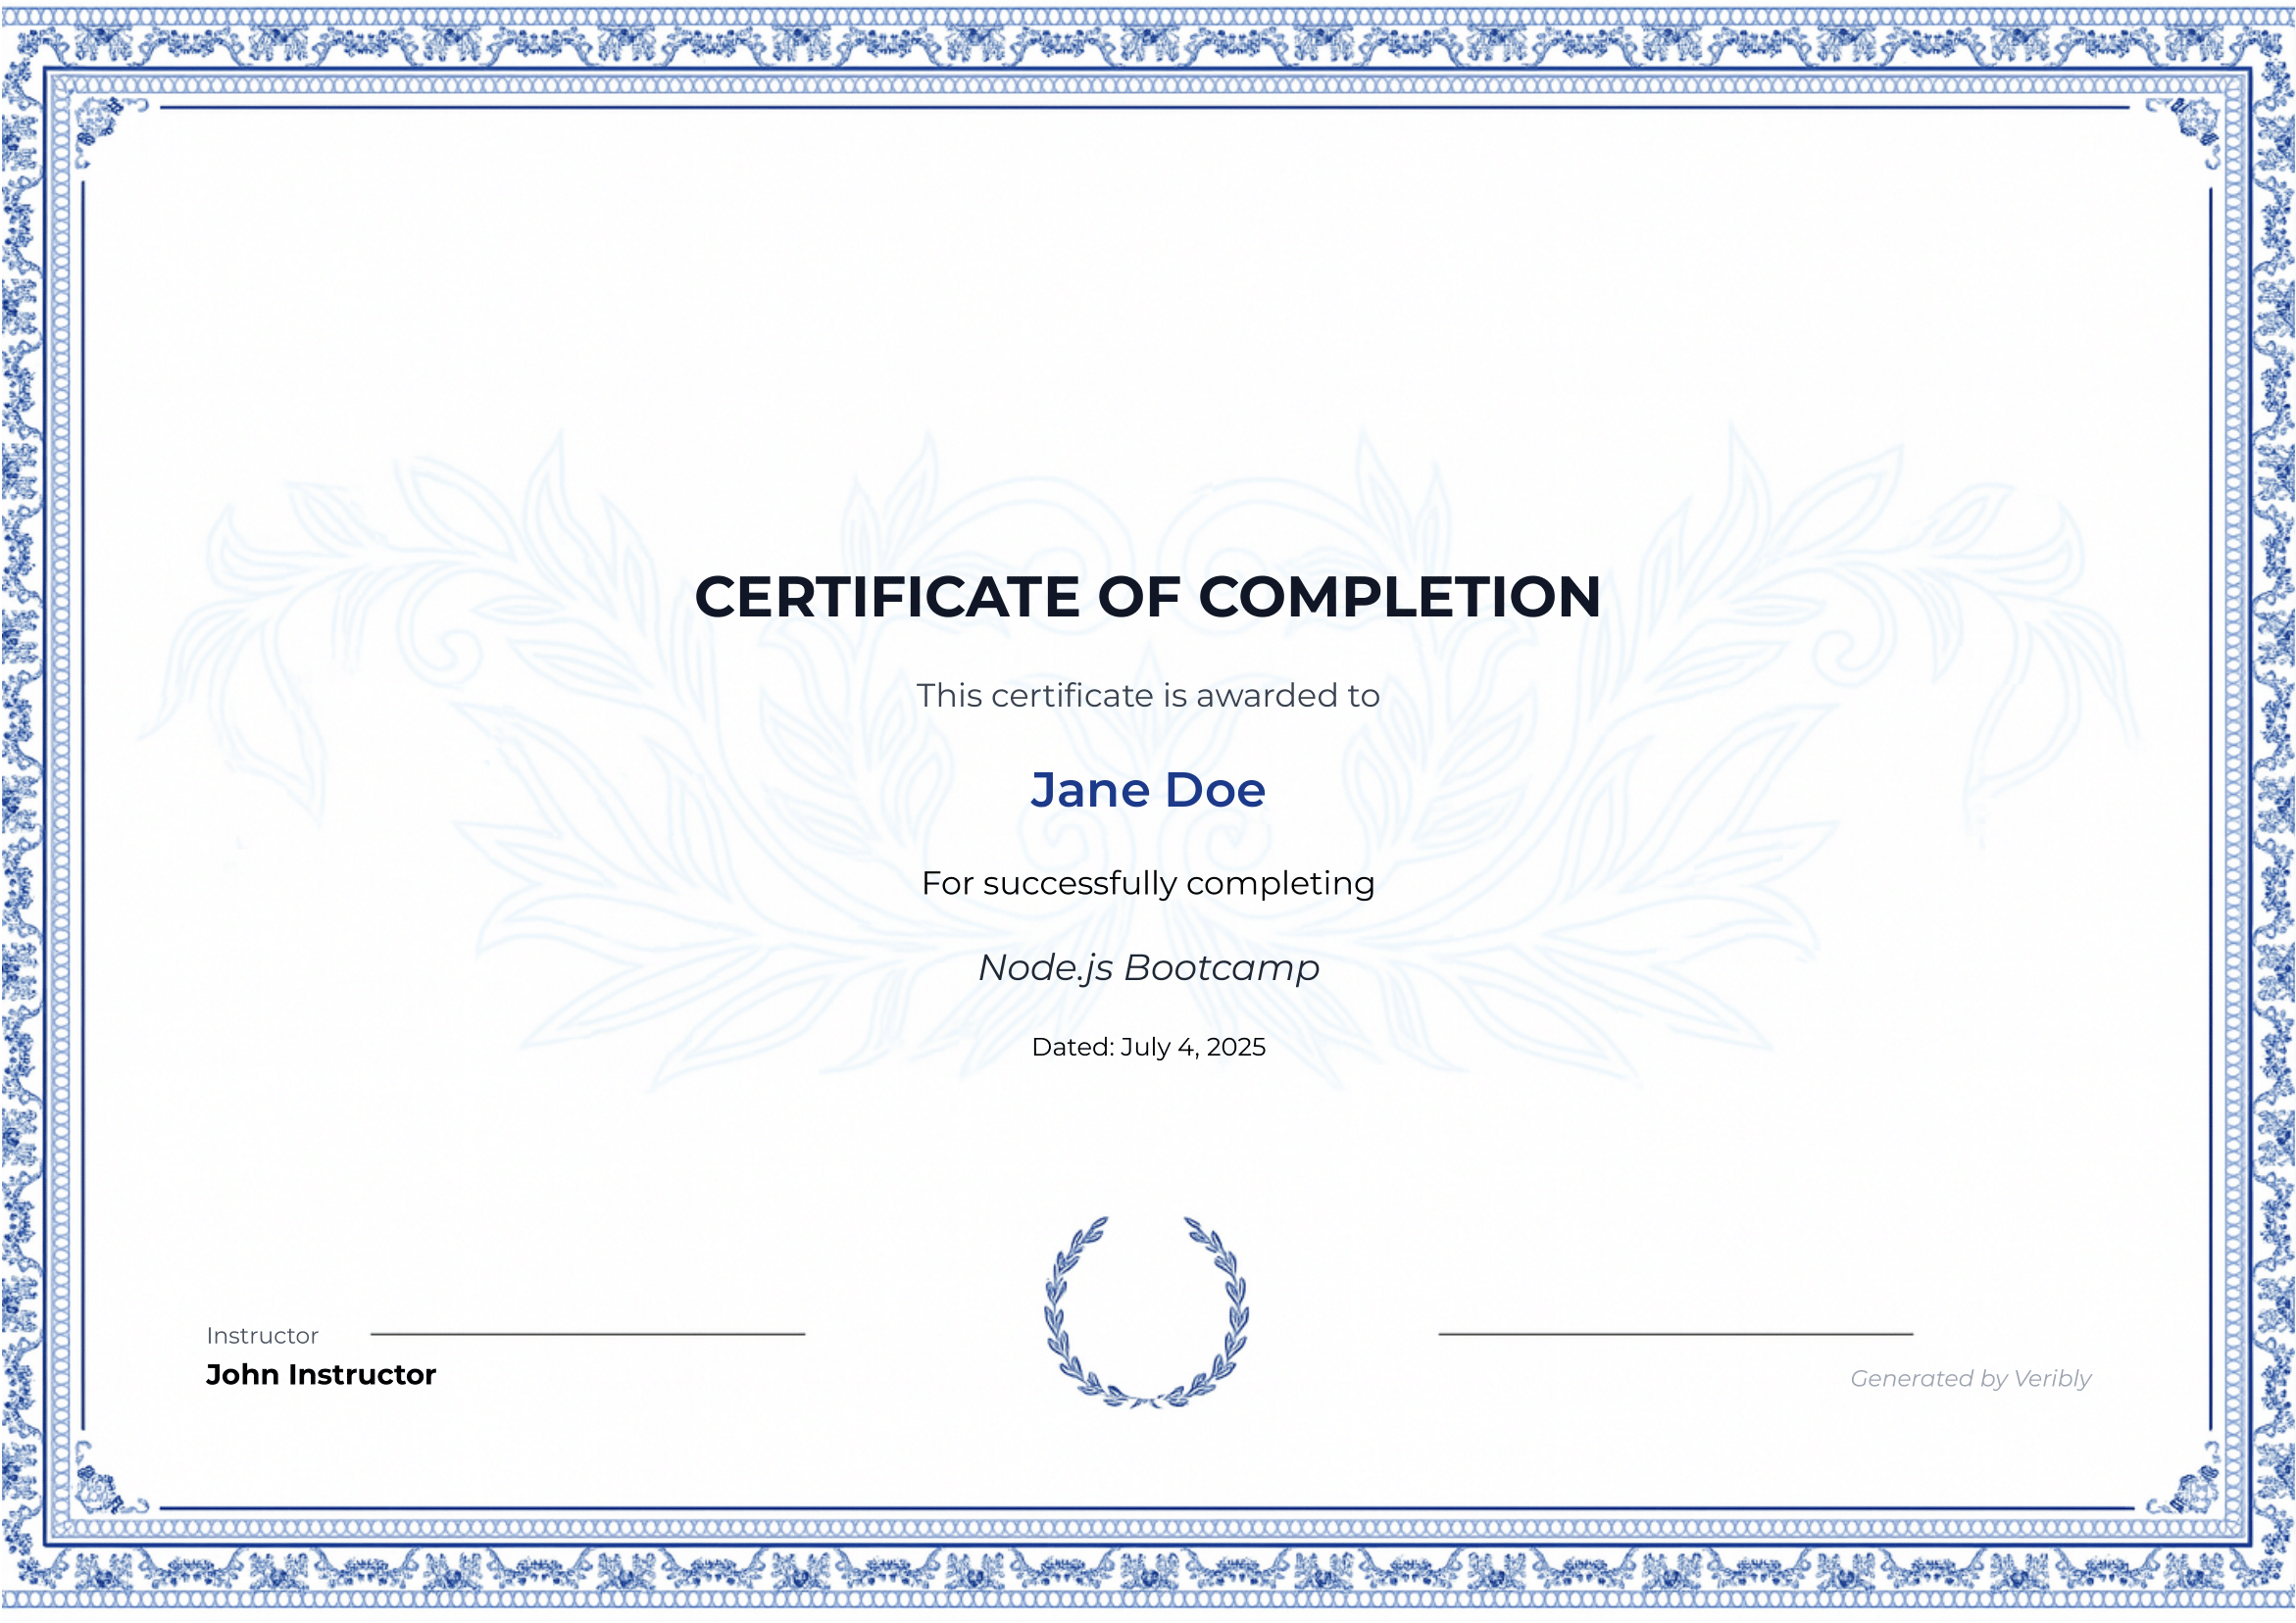 CERTIFICATE OF COMPLETION
This certificate is awarded to
Jane Doe
For successfully completing
Node.js Bootcamp
Dated: July 4, 2025
Instructor
John Instructor
Generated by Veribly